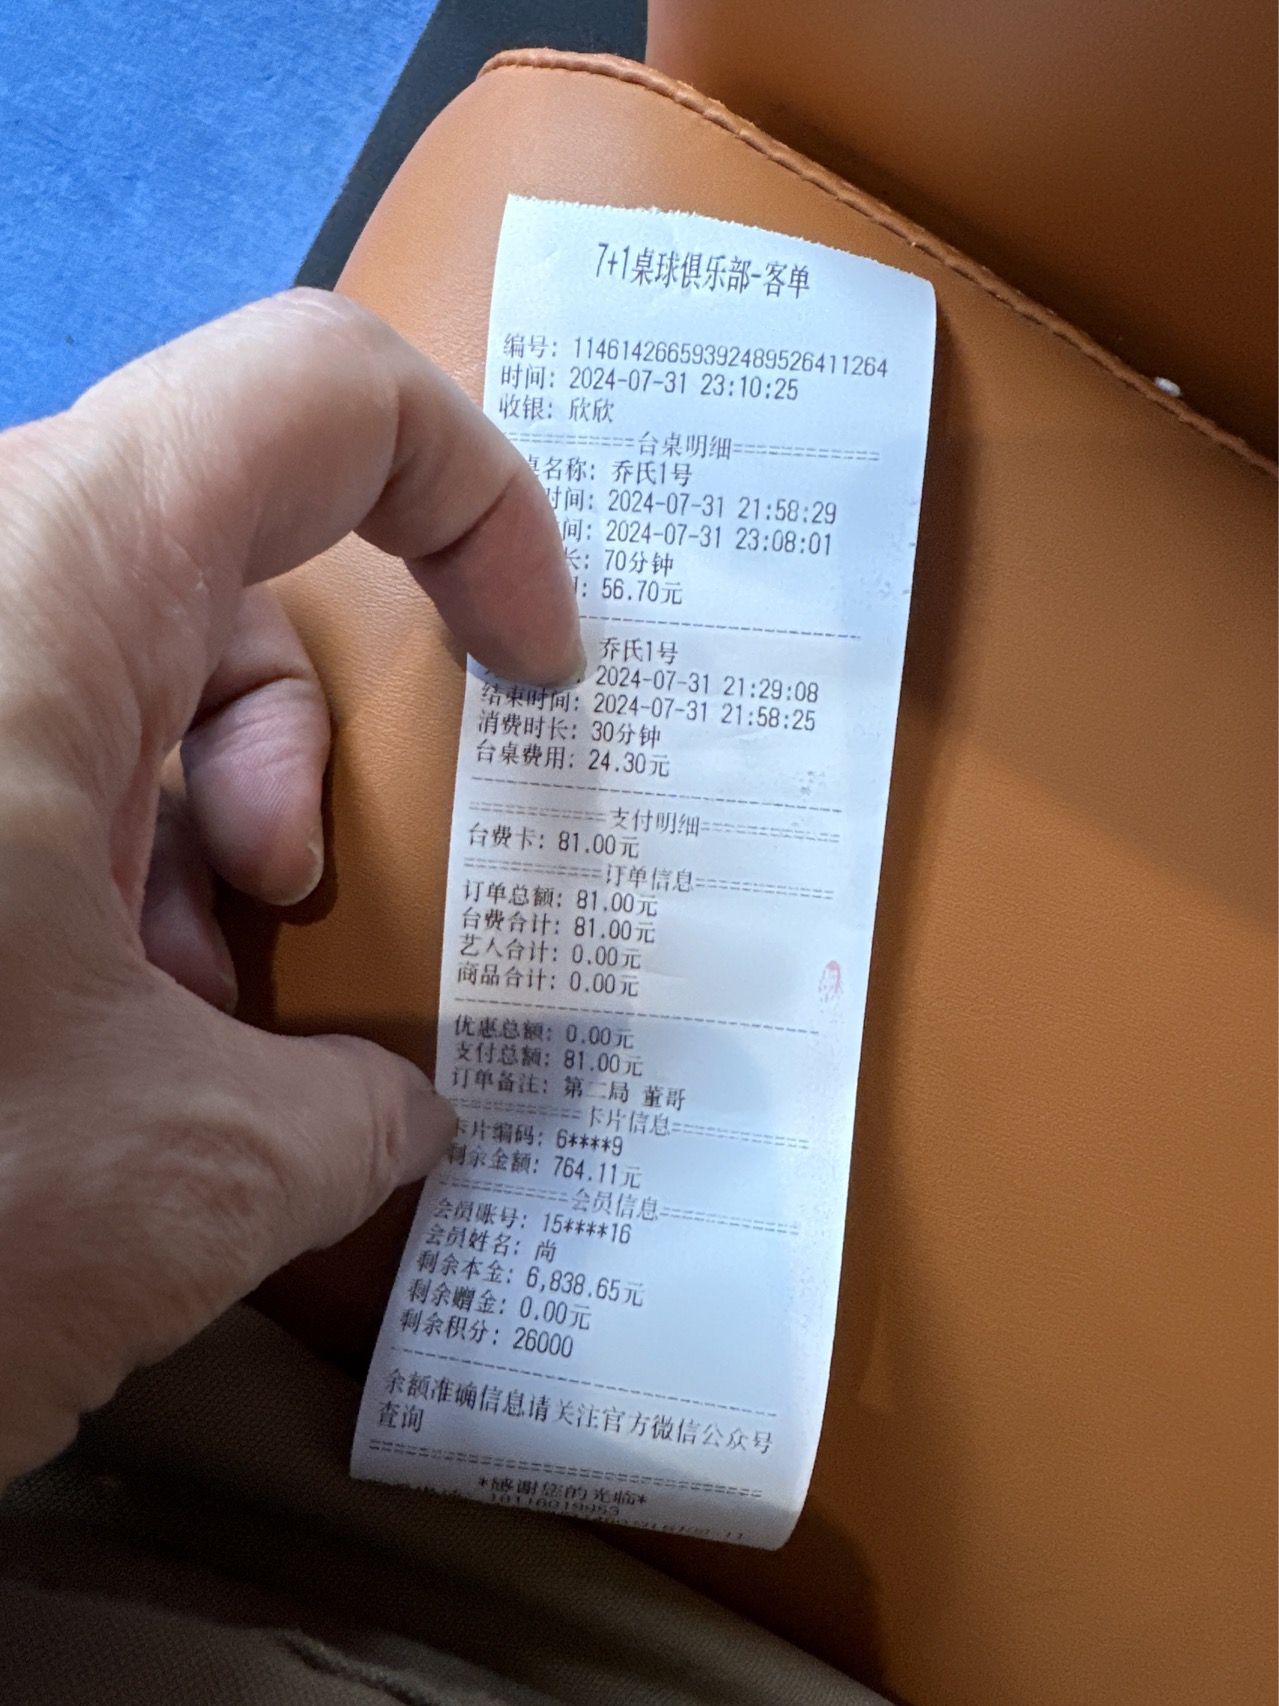 7+1桌球俱乐部-客单
编号: 1146142665939248952641​1264
时间: 2024-07-31 23:10:25
收银: 欣欣
============台桌明细==============
名称: 乔氏1号
时间: 2024-07-31 21:58:29
间: 2024-07-31 23:08:01
长: 70分钟
: 56.70元
乔氏1号
2024-07-31 21:29:08
结束时间: 2024-07-31 21:58:25
消费时长: 30分钟
台桌费用: 24.30元
============支付明细==============
台费卡: 81.00元
============订单信息==============
订单总额: 81.00元
台费合计: 81.00元
艺人合计: 0.00元
商品合计: 0.00元
优惠总额: 0.00元
支付总额: 81.00元
订单备注: 第二局 董哥
============卡片信息==============
卡片编码: 6****9
剩余金额: 764.11元
============会员信息==============
会员账号: 15****16
会员姓名: 尚
剩余本金: 6,838.65元
剩余赠金: 0.00元
剩余积分: 26000
余额准确信息请关注官方微信公众号
查询
*感谢您的光临*